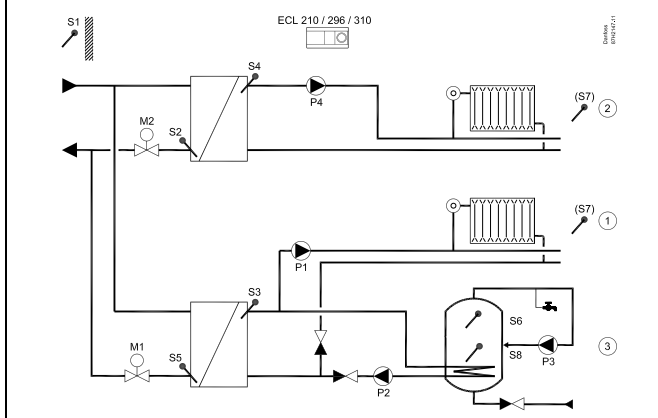 S1
ECL 210 / 296 / 310
Danfoss
87H2147.11
S4
P4
(S7)
2
M2
S2
(S7)
1
P1
S3
S6
M1
S5
S8
P3
3
P2